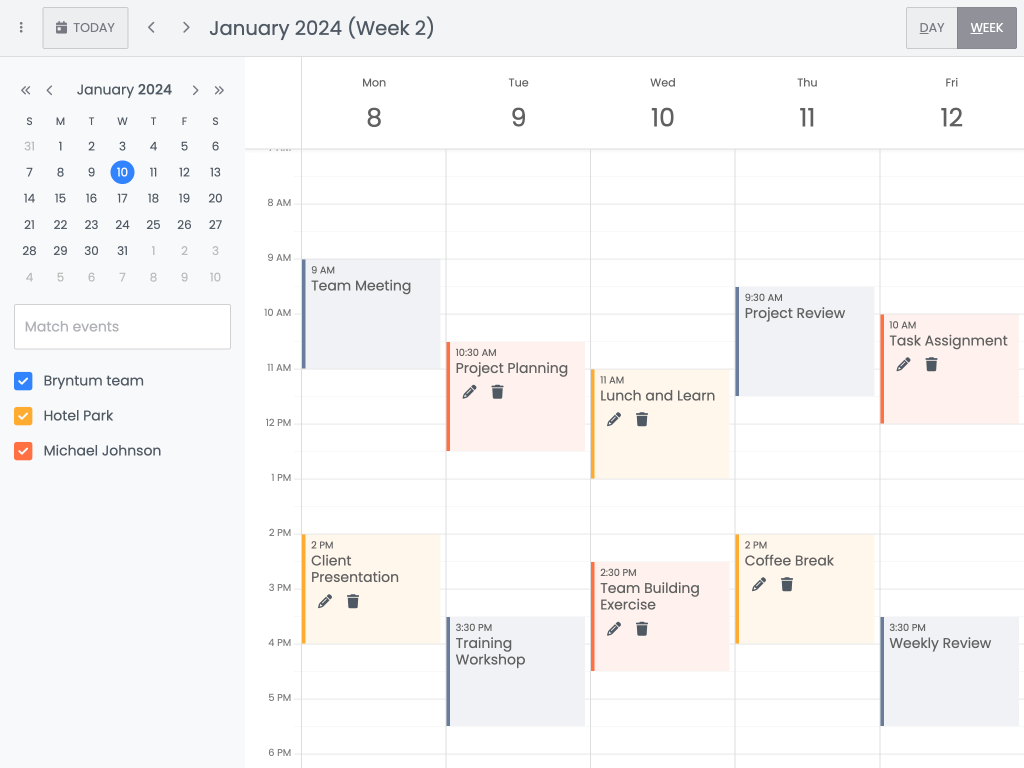 TODAY
January 2024 (Week 2)
DAY
WEEK
January 2024
S M T W T F S
31 1 2 3 4 5 6
7 8 9 10 11 12 13
14 15 16 17 18 19 20
21 22 23 24 25 26 27
28 29 30 31 1 2 3
4 5 6 7 8 9 10
Match events
Bryntum team
Hotel Park
Michael Johnson
Mon
8
Tue
9
Wed
10
Thu
11
Fri
12
8 AM
9 AM
10 AM
11 AM
12 PM
1 PM
2 PM
3 PM
4 PM
5 PM
6 PM
9 AM
Team Meeting
2 PM
Client
Presentation
10:30 AM
Project Planning
3:30 PM
Training
Workshop
11 AM
Lunch and Learn
2:30 PM
Team Building
Exercise
9:30 AM
Project Review
2 PM
Coffee Break
10 AM
Task Assignment
3:30 PM
Weekly Review